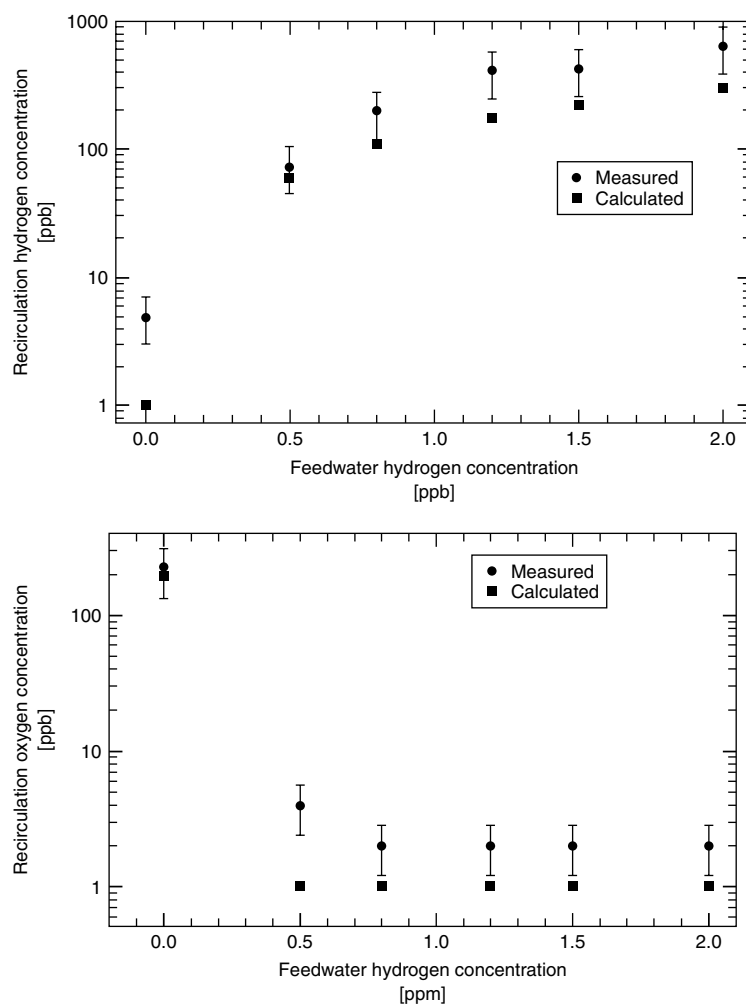 Recirculation hydrogen concentration
[ppb]
1000
100
10
1
Measured
Calculated
0.0 0.5 1.0 1.5 2.0
Feedwater hydrogen concentration
[ppb]
Recirculation oxygen concentration
[ppb]
100
10
1
Measured
Calculated
0.0 0.5 1.0 1.5 2.0
Feedwater hydrogen concentration
[ppm]